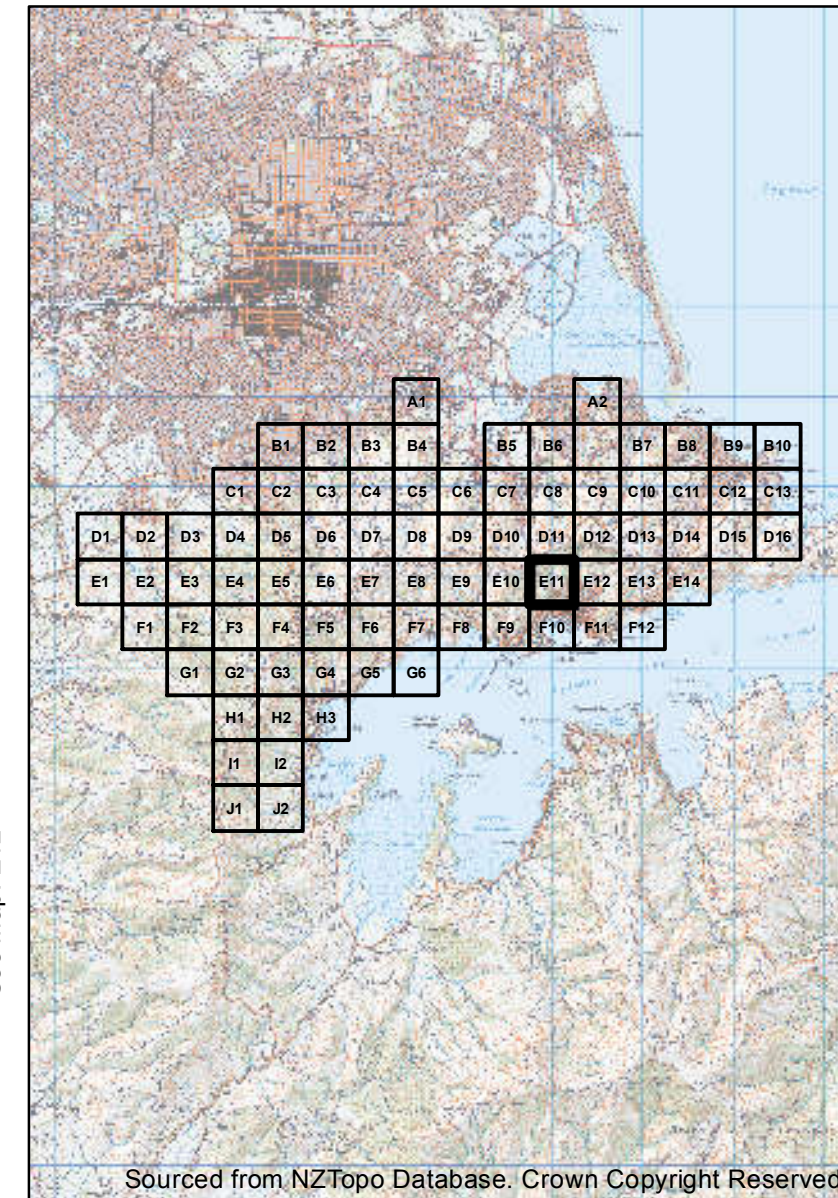 A1 A2
B1 B2 B3 B4 B5 B6 B7 B8 B9 B10
C1 C2 C3 C4 C5 C6 C7 C8 C9 C10 C11 C12 C13
D1 D2 D3 D4 D5 D6 D7 D8 D9 D10 D11 D12 D13 D14 D15 D16
E1 E2 E3 E4 E5 E6 E7 E8 E9 E10 E11 E12 E13 E14
F1 F2 F3 F4 F5 F6 F7 F8 F9 F10 F11 F12
G1 G2 G3 G4 G5 G6
H1 H2 H3
I1 I2
J1 J2
Sourced from NZTopo Database. Crown Copyright Reserved